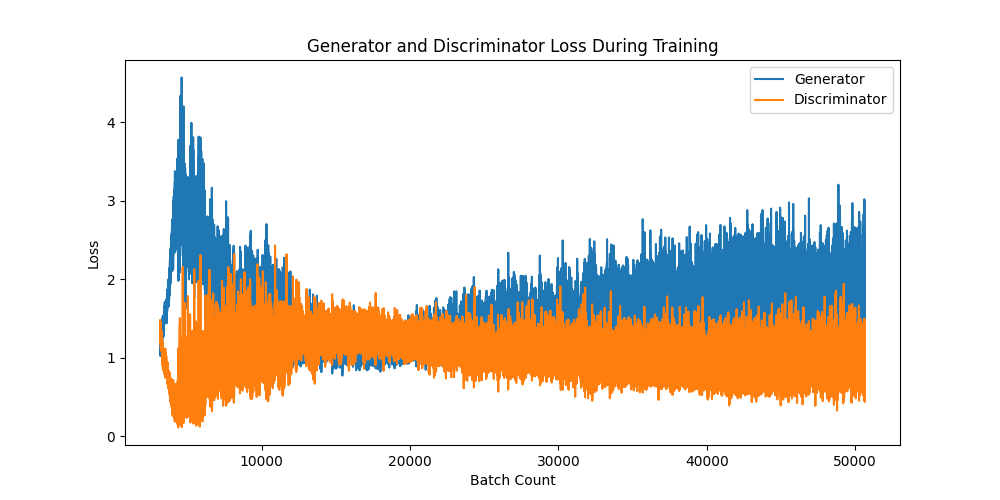 Generator and Discriminator Loss During Training
Generator
Discriminator
Loss
4
3
2
1
0
10000
20000
30000
40000
50000
Batch Count